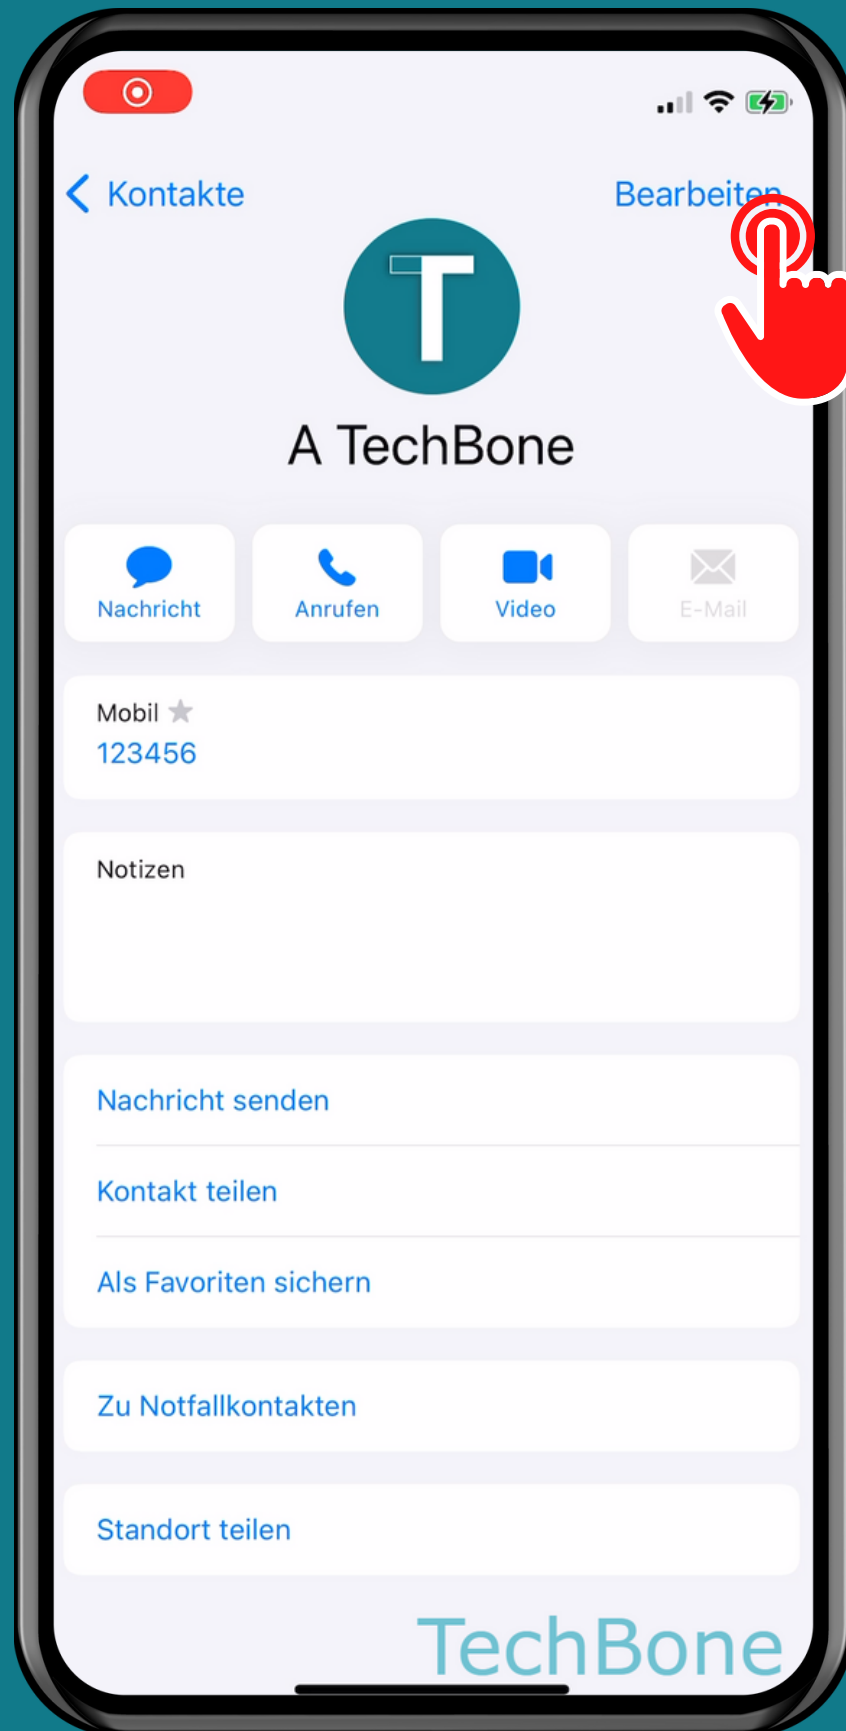 Kontakte
Bearbeiten
T
A TechBone
Nachricht
Anrufen
Video
E-Mail
Mobil
123456
Notizen
Nachricht senden
Kontakt teilen
Als Favoriten sichern
Zu Notfallkontakten
Standort teilen
TechBone